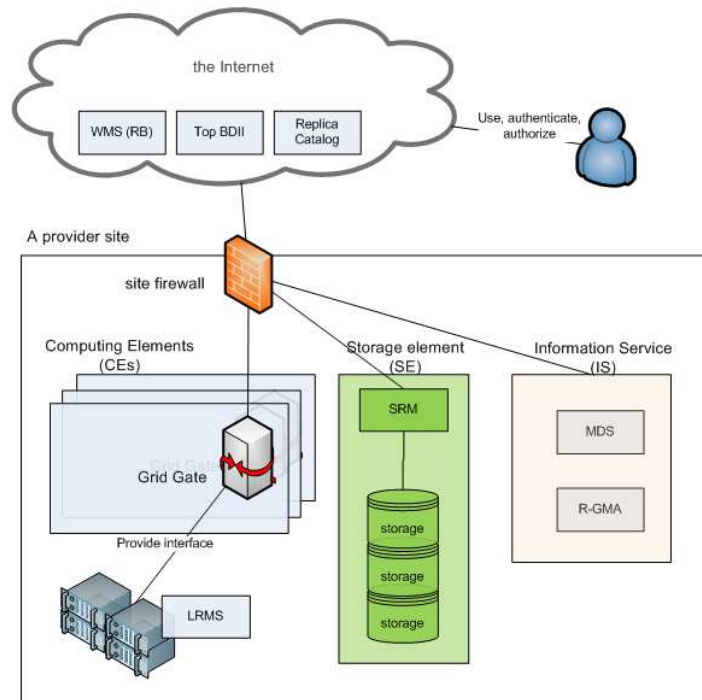 the Internet
WMS (RB)
Top BDII
Replica
Catalog
Use, authenticate,
authorize
A provider site
site firewall
Computing Elements
(CEs)
Storage element
(SE)
Information Service
(IS)
SRM
MDS
Grid Gate
R-GMA
storage
storage
storage
Provide interface
LRMS